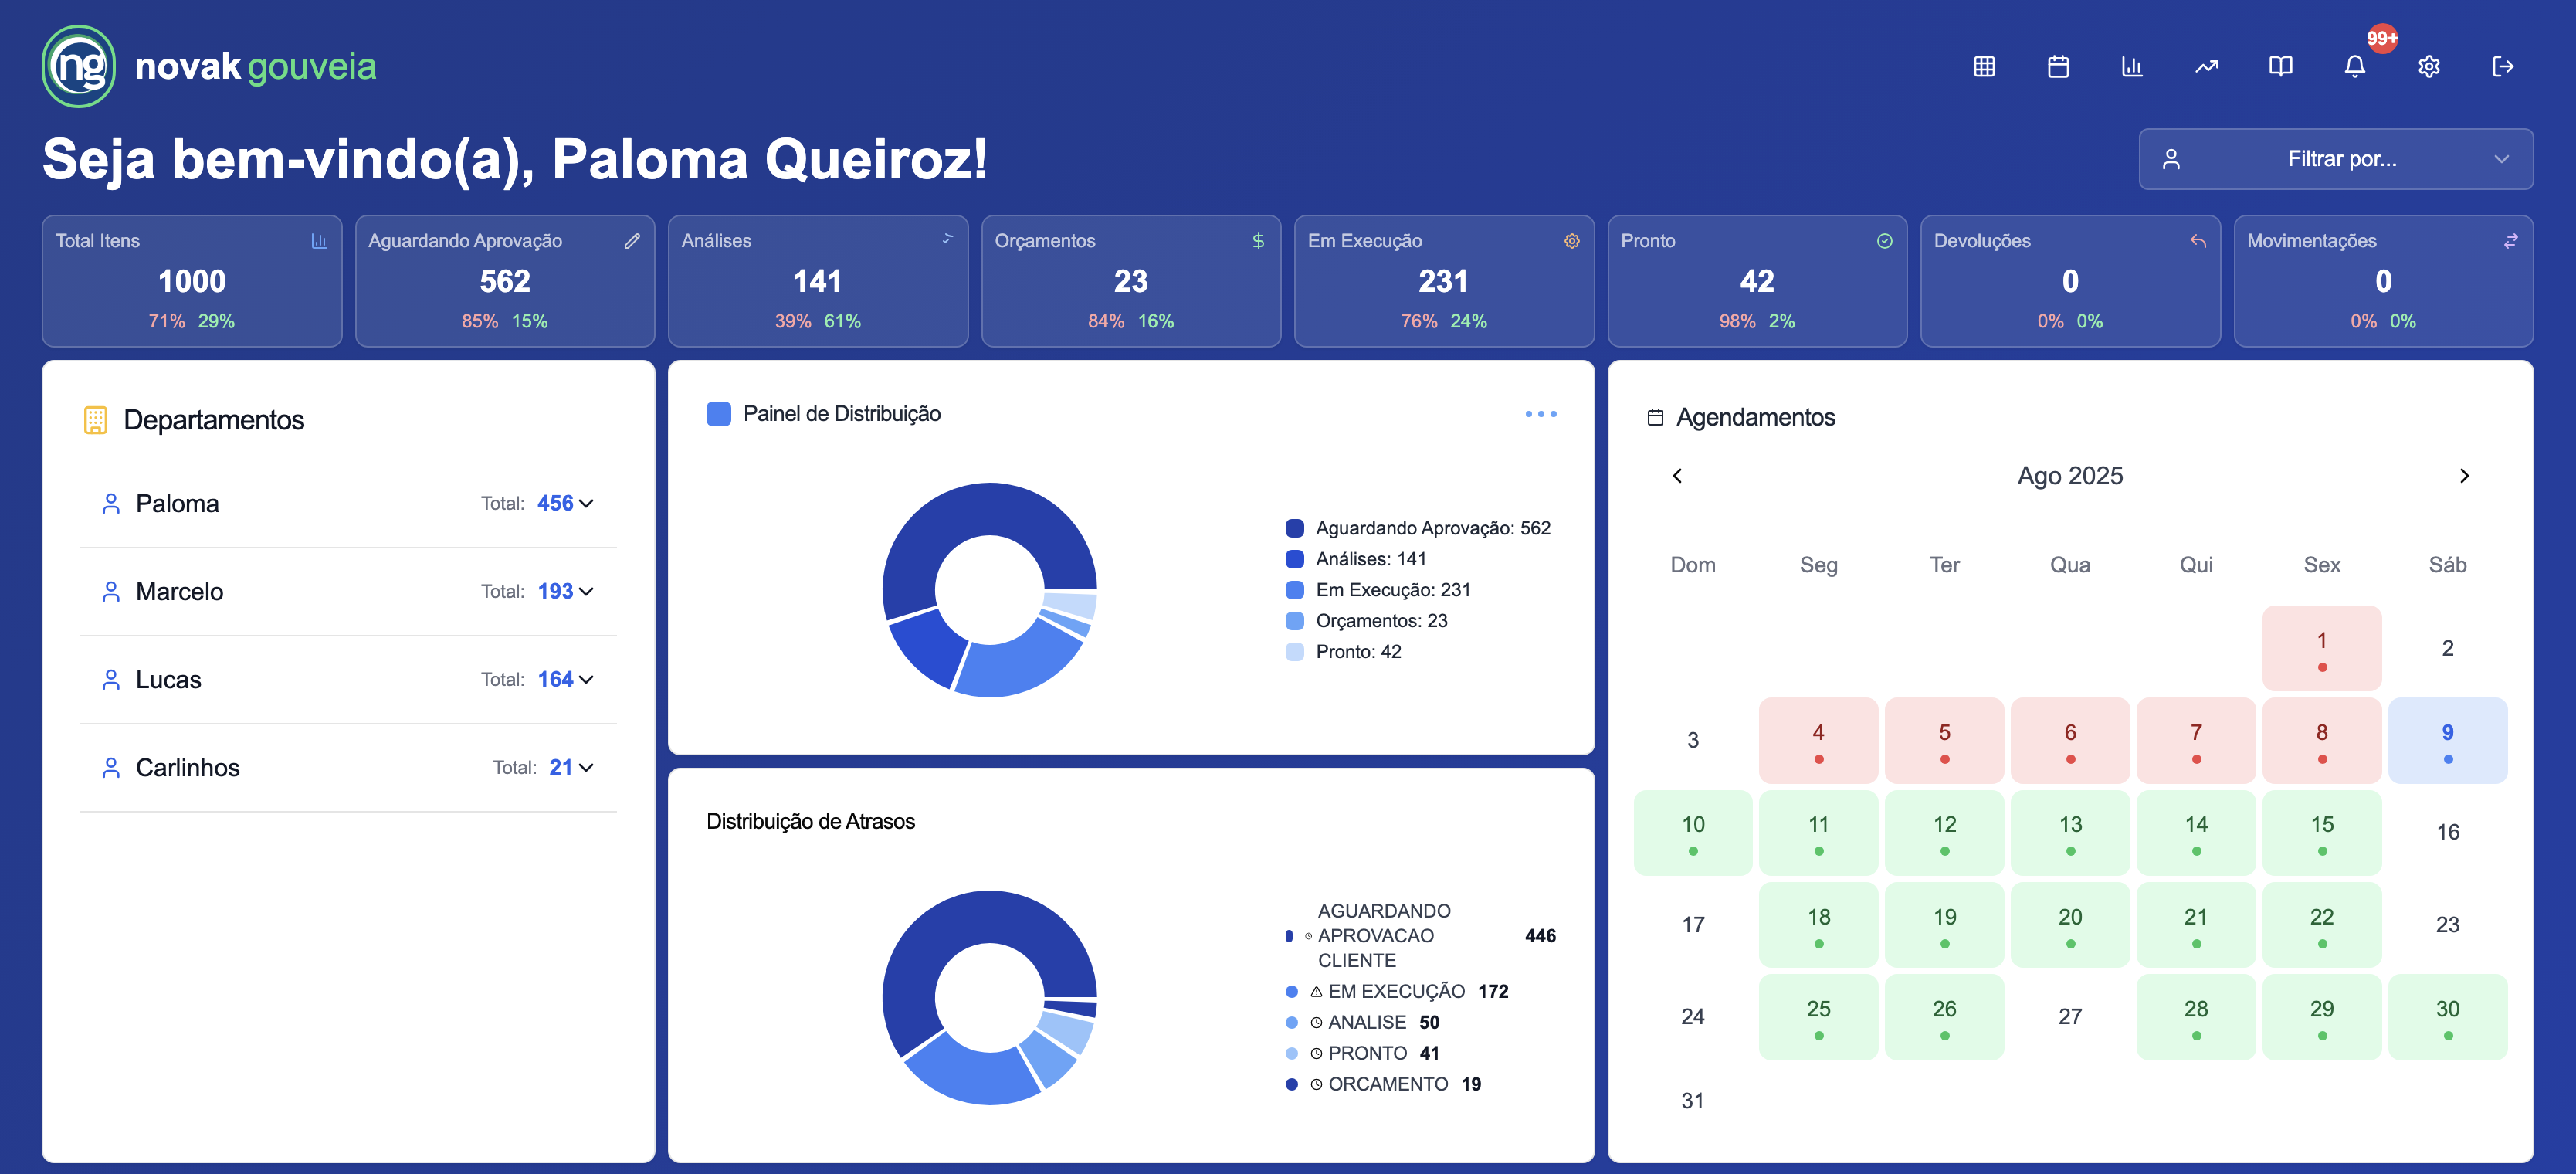 ng novak gouveia
99+
Seja bem-vindo(a), Paloma Queiroz!
Filtrar por...
Total Itens
1000
71% 29%
Aguardando Aprovação
562
85% 15%
Análises
141
39% 61%
Orçamentos
23
84% 16%
Em Execução
231
76% 24%
Pronto
42
98% 2%
Devoluções
0
0% 0%
Movimentações
0
0% 0%
Departamentos
Paloma Total: 456
Marcelo Total: 193
Lucas Total: 164
Carlinhos Total: 21
Painel de Distribuição
Aguardando Aprovação: 562
Análises: 141
Em Execução: 231
Orçamentos: 23
Pronto: 42
Distribuição de Atrasos
AGUARDANDO
APROVACAO 446
CLIENTE
EM EXECUÇÃO 172
ANALISE 50
PRONTO 41
ORCAMENTO 19
Agendamentos
Ago 2025
Dom Seg Ter Qua Qui Sex Sáb
1 2
3 4 5 6 7 8 9
10 11 12 13 14 15 16
17 18 19 20 21 22 23
24 25 26 27 28 29 30
31